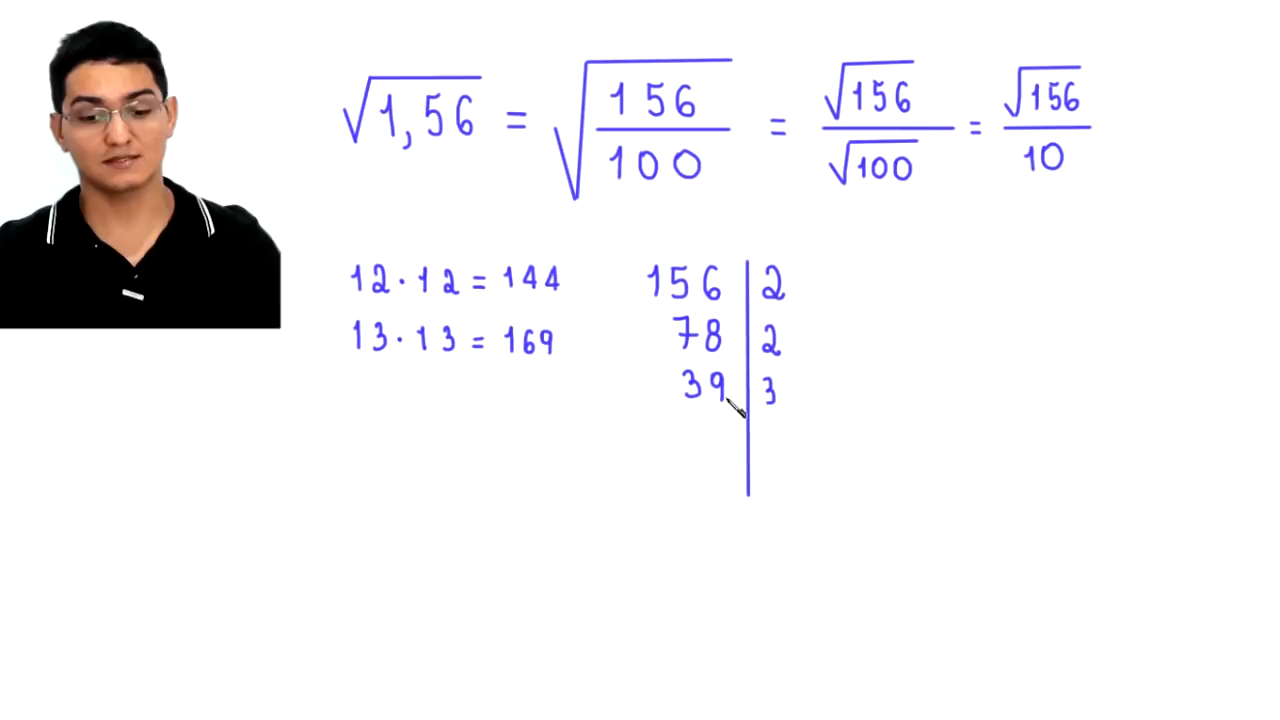 √1,56 = √(156/100) = √156/√100 = √156/10
12 · 12 = 144
13 · 13 = 169
156 | 2
78 | 2
39 | 3